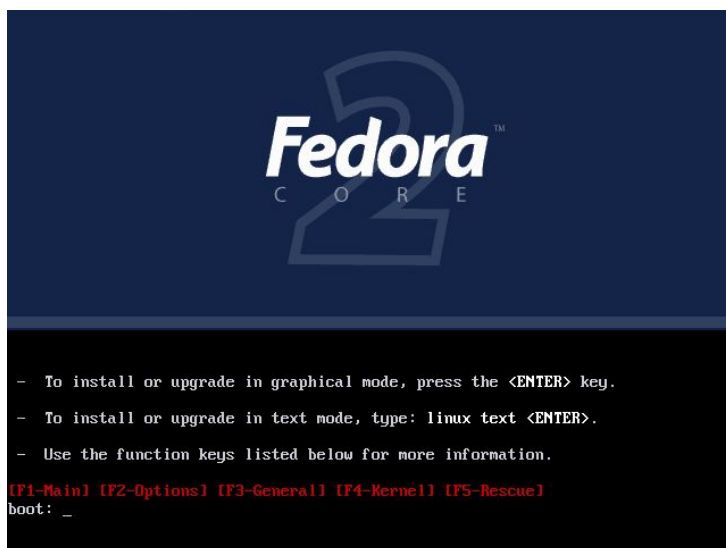 2
Fedora™
CORE
- To install or upgrade in graphical mode, press the <ENTER> key.
- To install or upgrade in text mode, type: linux text <ENTER>.
- Use the function keys listed below for more information.
[F1-Main] [F2-Options] [F3-General] [F4-Kernel] [F5-Rescue]
boot: _